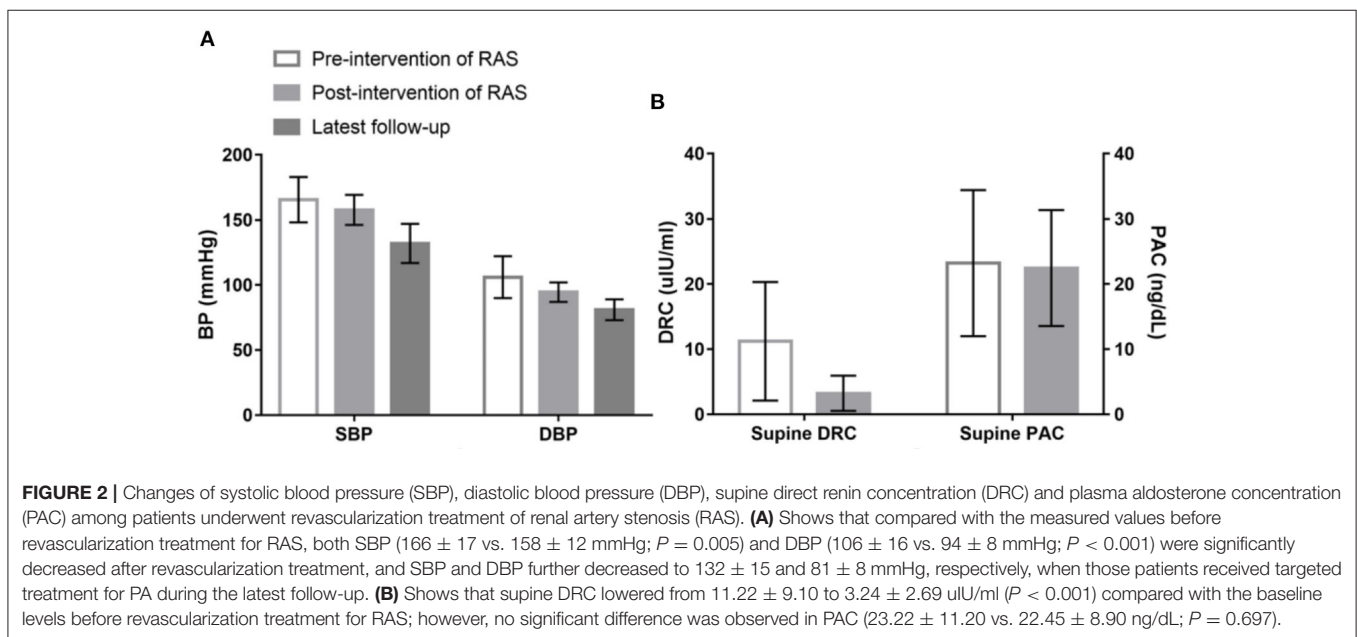 A
Pre-intervention of RAS
Post-intervention of RAS
Latest follow-up
BP (mmHg)
200
150
100
50
0
SBP
DBP
B
DRC (uIU/ml)
40
30
20
10
0
Supine DRC
Supine PAC
40
30
20
10
0
PAC (ng/dL)
FIGURE 2 | Changes of systolic blood pressure (SBP), diastolic blood pressure (DBP), supine direct renin concentration (DRC) and plasma aldosterone concentration
(PAC) among patients underwent revascularization treatment of renal artery stenosis (RAS). (A) Shows that compared with the measured values before
revascularization treatment for RAS, both SBP (166 ± 17 vs. 158 ± 12 mmHg; P = 0.005) and DBP (106 ± 16 vs. 94 ± 8 mmHg; P < 0.001) were significantly
decreased after revascularization treatment, and SBP and DBP further decreased to 132 ± 15 and 81 ± 8 mmHg, respectively, when those patients received targeted
treatment for PA during the latest follow-up. (B) Shows that supine DRC lowered from 11.22 ± 9.10 to 3.24 ± 2.69 uIU/ml (P < 0.001) compared with the baseline
levels before revascularization treatment for RAS; however, no significant difference was observed in PAC (23.22 ± 11.20 vs. 22.45 ± 8.90 ng/dL; P = 0.697).